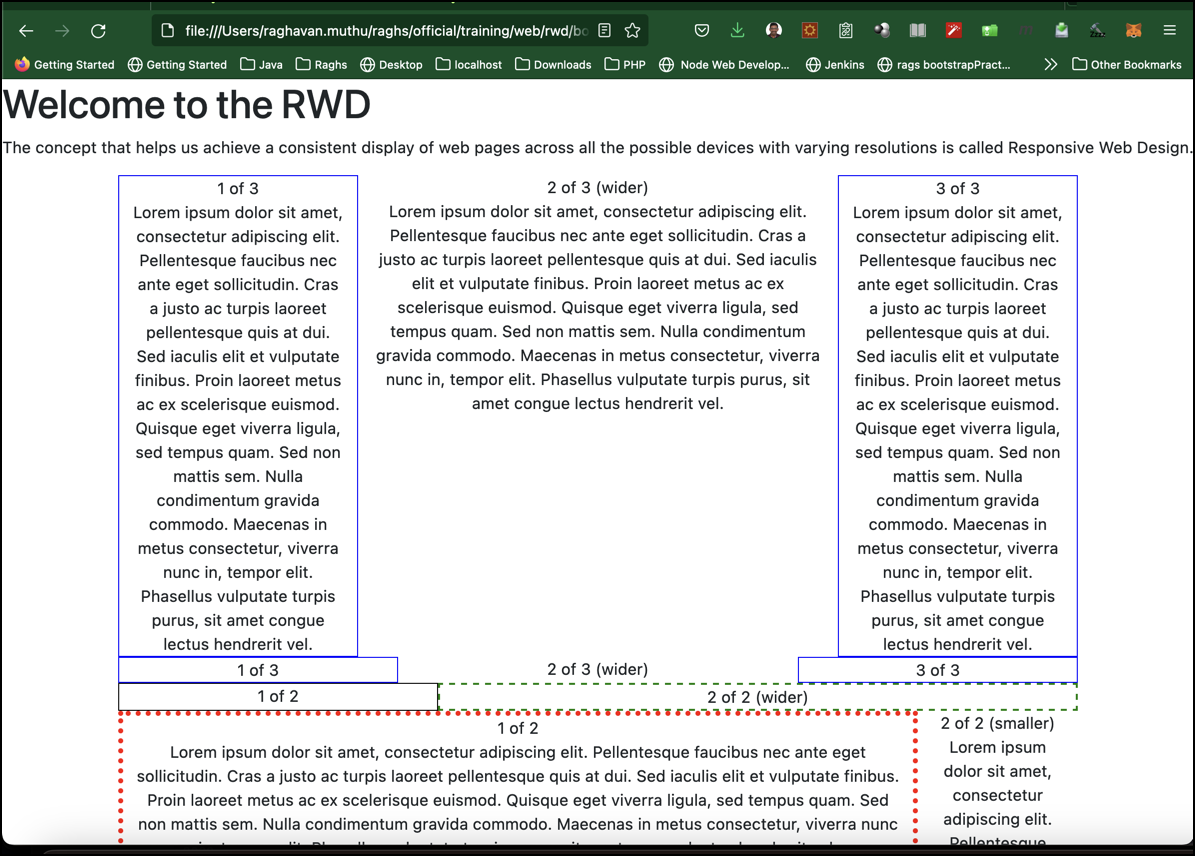 file:///Users/raghavan.muthu/raghs/official/training/web/rwd/bo
Getting Started
Getting Started
Java
Raghs
Desktop
localhost
Downloads
PHP
Node Web Develop...
Jenkins
rags bootstrapPract...
Other Bookmarks
Welcome to the RWD
The concept that helps us achieve a consistent display of web pages across all the possible devices with varying resolutions is called Responsive Web Design.
1 of 3
Lorem ipsum dolor sit amet,
consectetur adipiscing elit.
Pellentesque faucibus nec
ante eget sollicitudin. Cras
a justo ac turpis laoreet
pellentesque quis at dui.
Sed iaculis elit et vulputate
finibus. Proin laoreet metus
ac ex scelerisque euismod.
Quisque eget viverra ligula,
sed tempus quam. Sed non
mattis sem. Nulla
condimentum gravida
commodo. Maecenas in
metus consectetur, viverra
nunc in, tempor elit.
Phasellus vulputate turpis
purus, sit amet congue
lectus hendrerit vel.
2 of 3 (wider)
Lorem ipsum dolor sit amet, consectetur adipiscing elit.
Pellentesque faucibus nec ante eget sollicitudin. Cras a
justo ac turpis laoreet pellentesque quis at dui. Sed iaculis
elit et vulputate finibus. Proin laoreet metus ac ex
scelerisque euismod. Quisque eget viverra ligula, sed
tempus quam. Sed non mattis sem. Nulla condimentum
gravida commodo. Maecenas in metus consectetur, viverra
nunc in, tempor elit. Phasellus vulputate turpis purus, sit
amet congue lectus hendrerit vel.
3 of 3
Lorem ipsum dolor sit amet,
consectetur adipiscing elit.
Pellentesque faucibus nec
ante eget sollicitudin. Cras
a justo ac turpis laoreet
pellentesque quis at dui.
Sed iaculis elit et vulputate
finibus. Proin laoreet metus
ac ex scelerisque euismod.
Quisque eget viverra ligula,
sed tempus quam. Sed non
mattis sem. Nulla
condimentum gravida
commodo. Maecenas in
metus consectetur, viverra
nunc in, tempor elit.
Phasellus vulputate turpis
purus, sit amet congue
lectus hendrerit vel.
1 of 3
2 of 3 (wider)
3 of 3
1 of 2
2 of 2 (wider)
1 of 2
Lorem ipsum dolor sit amet, consectetur adipiscing elit. Pellentesque faucibus nec ante eget
sollicitudin. Cras a justo ac turpis laoreet pellentesque quis at dui. Sed iaculis elit et vulputate finibus.
Proin laoreet metus ac ex scelerisque euismod. Quisque eget viverra ligula, sed tempus quam. Sed
non mattis sem. Nulla condimentum gravida commodo. Maecenas in metus consectetur, viverra nunc
2 of 2 (smaller)
Lorem ipsum
dolor sit amet,
consectetur
adipiscing elit.
Pellentesque